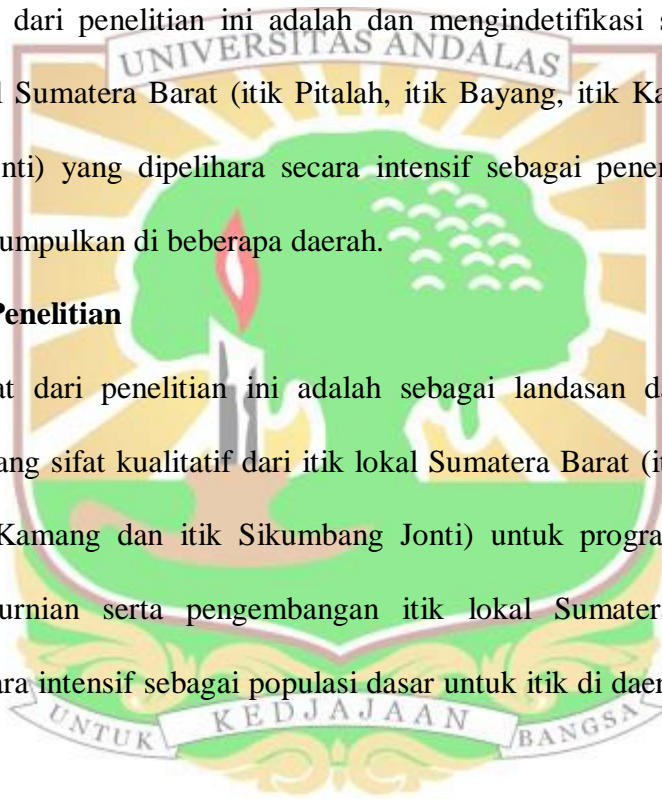 dari penelitian ini adalah dan mengindetifikasi
UNIVERSITAS ANDALAS
Sumatera Barat (itik Pitalah, itik Bayang, itik Ka
nti) yang dipelihara secara intensif sebagai pener
umpulkan di beberapa daerah.
Penelitian
at dari penelitian ini adalah sebagai landasan da
ang sifat kualitatif dari itik lokal Sumatera Barat (it
Kamang dan itik Sikumbang Jonti) untuk progra
urnian serta pengembangan itik lokal Sumatera
ara intensif sebagai populasi dasar untuk itik di daer
UNTUK KEDJAJAAN BANGSA